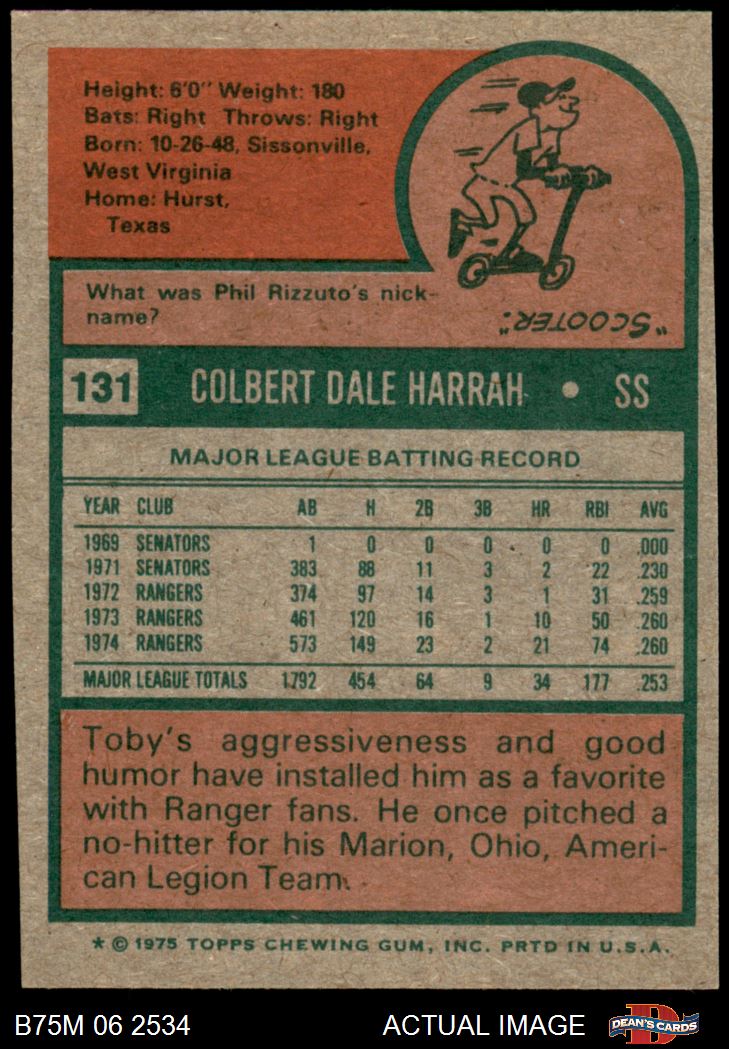 Height: 6'0" Weight: 180
Bats: Right Throws: Right
Born: 10-26-48, Sissonville,
West Virginia
Home: Hurst,
Texas
What was Phil Rizzuto's nick-
name?
"SCOOTER."
131 COLBERT DALE HARRAH • SS
MAJOR LEAGUE BATTING RECORD
YEAR CLUB AB H 2B 3B HR RBI AVG
1969 SENATORS 1 0 0 0 0 0 .000
1971 SENATORS 383 88 11 3 2 22 .230
1972 RANGERS 374 97 14 3 1 31 .259
1973 RANGERS 461 120 16 1 10 50 .260
1974 RANGERS 573 149 23 2 21 74 .260
MAJOR LEAGUE TOTALS 1792 454 64 9 34 177 .253
Toby's aggressiveness and good
humor have installed him as a favorite
with Ranger fans. He once pitched a
no-hitter for his Marion, Ohio, Ameri-
can Legion Team.
* © 1975 TOPPS CHEWING GUM, INC. PRTD IN U.S.A.
B75M 06 2534 ACTUAL IMAGE DEAN'S CARDS